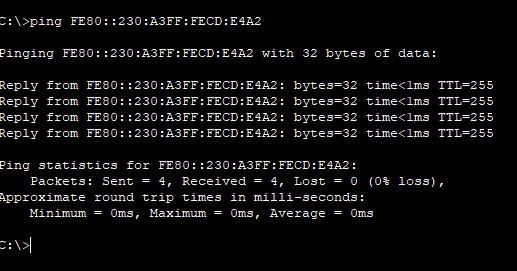 C:\>ping FE80::230:A3FF:FECD:E4A2
Pinging FE80::230:A3FF:FECD:E4A2 with 32 bytes of data:
Reply from FE80::230:A3FF:FECD:E4A2: bytes=32 time<1ms TTL=255
Reply from FE80::230:A3FF:FECD:E4A2: bytes=32 time<1ms TTL=255
Reply from FE80::230:A3FF:FECD:E4A2: bytes=32 time<1ms TTL=255
Reply from FE80::230:A3FF:FECD:E4A2: bytes=32 time<1ms TTL=255
Ping statistics for FE80::230:A3FF:FECD:E4A2:
    Packets: Sent = 4, Received = 4, Lost = 0 (0% loss),
Approximate round trip times in milli-seconds:
    Minimum = 0ms, Maximum = 0ms, Average = 0ms
C:\>